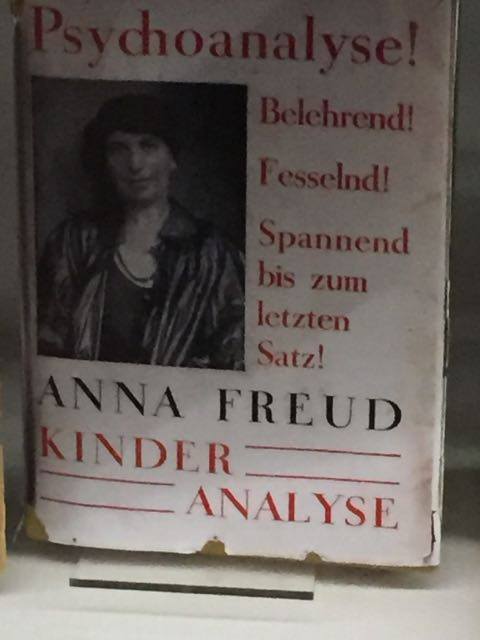 Psychoanalyse!
Belehrend!
Fesselnd!
Spannend
bis zum
letzten
Satz!
ANNA FREUD
KINDER
ANALYSE